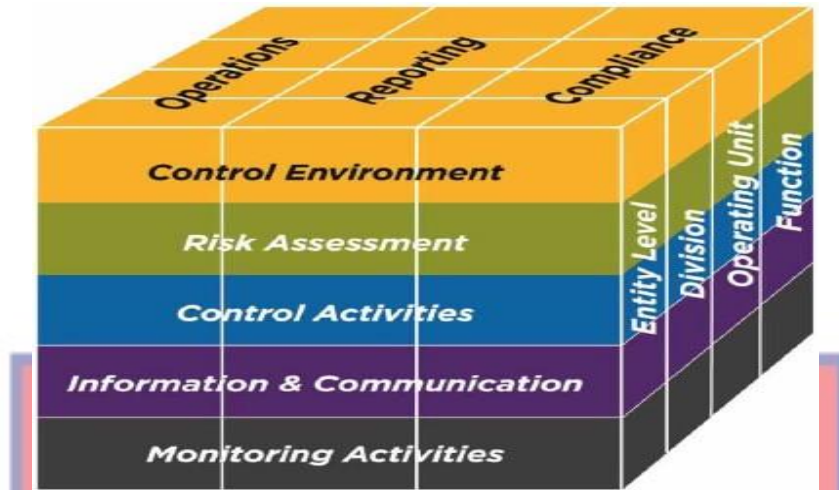 Operations
Reporting
Compliance
Control Environment
Risk Assessment
Control Activities
Information & Communication
Monitoring Activities
Entity Level
Division
Operating Unit
Function